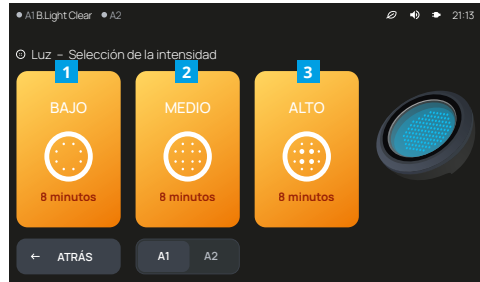 A1 B.Light Clear A2 21:13
Luz – Selección de la intensidad
1 2 3
BAJO MEDIO ALTO
8 minutos 8 minutos 8 minutos
← ATRÁS A1 A2